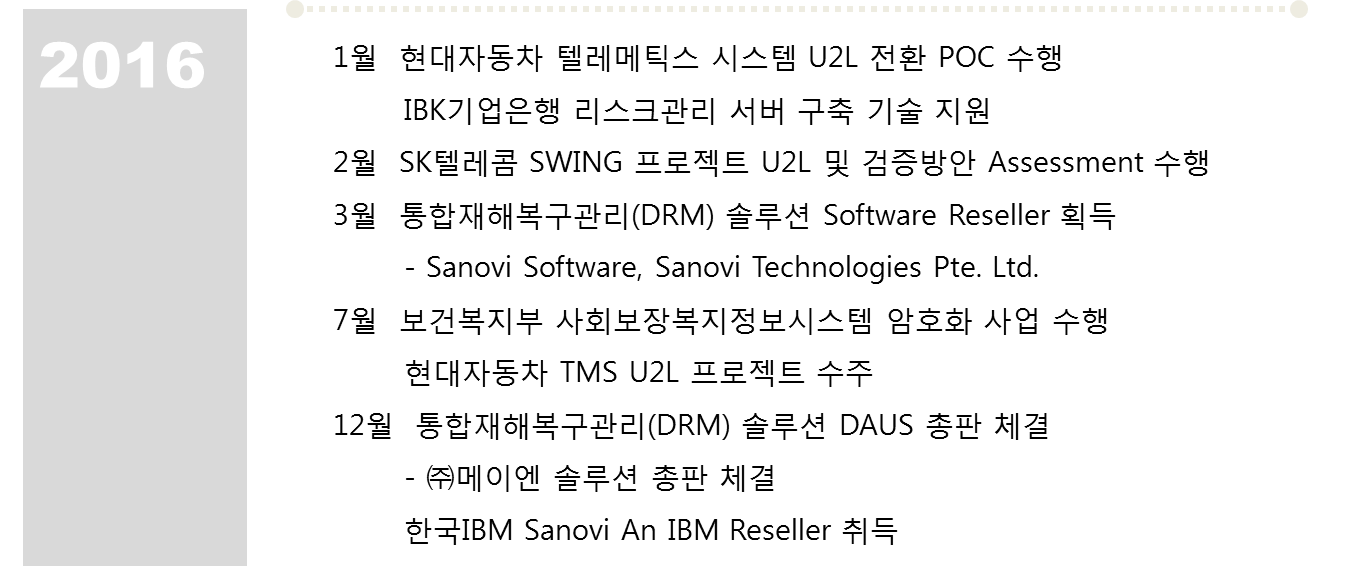 2016
1월 현대자동차 텔레메틱스 시스템 U2L 전환 POC 수행
IBK기업은행 리스크관리 서버 구축 기술 지원
2월 SK텔레콤 SWING 프로젝트 U2L 및 검증방안 Assessment 수행
3월 통합재해복구관리(DRM) 솔루션 Software Reseller 획득
- Sanovi Software, Sanovi Technologies Pte. Ltd.
7월 보건복지부 사회보장복지정보시스템 암호화 사업 수행
현대자동차 TMS U2L 프로젝트 수주
12월 통합재해복구관리(DRM) 솔루션 DAUS 총판 체결
- ㈜메이엔 솔루션 총판 체결
한국IBM Sanovi An IBM Reseller 취득